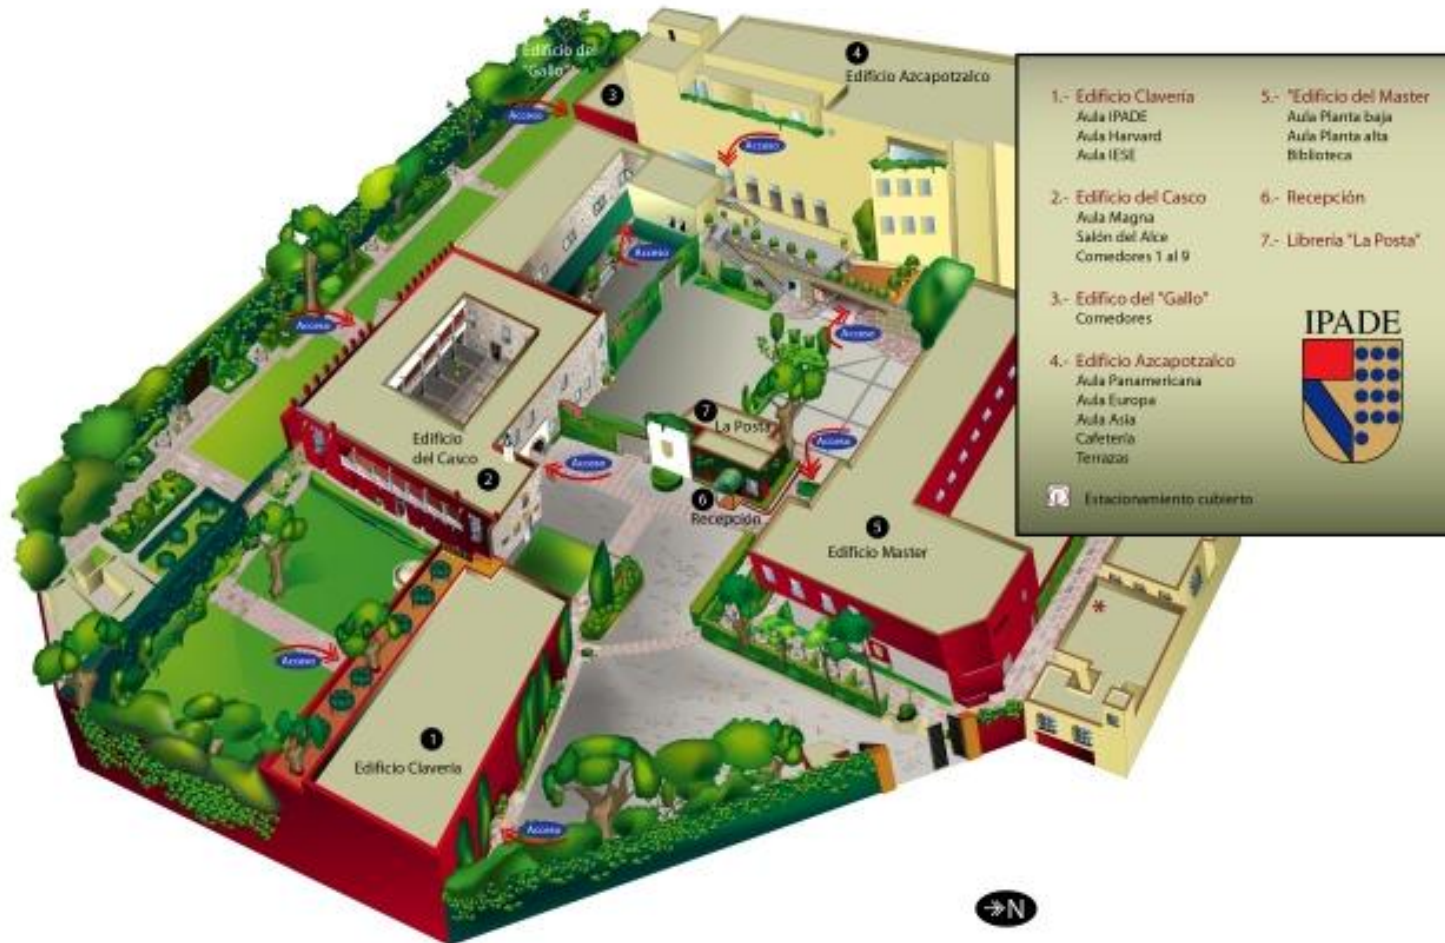 Edificio de
"Gallo"
3
4
Edificio Azcapotzalco
Acceso
Acceso
Acceso
Acceso
Acceso
Edificio
del Casco
2
Acceso
7
La Posta
Acceso
6
Recepción
5
Edificio Master
Acceso
1
Edificio Clavería
Acceso
*
N
1.- Edificio Clavería
Aula IPADE
Aula Harvard
Aula IESE
2.- Edificio del Casco
Aula Magna
Salón del Alce
Comedores 1 al 9
3.- Edifico del "Gallo"
Comedores
4.- Edificio Azcapotzalco
Aula Panamericana
Aula Europa
Aula Asia
Cafetería
Terrazas
5.- "Edificio del Master
Aula Planta baja
Aula Planta alta
Biblioteca
6.- Recepción
7.- Librería "La Posta"
IPADE
Estacionamiento cubierto